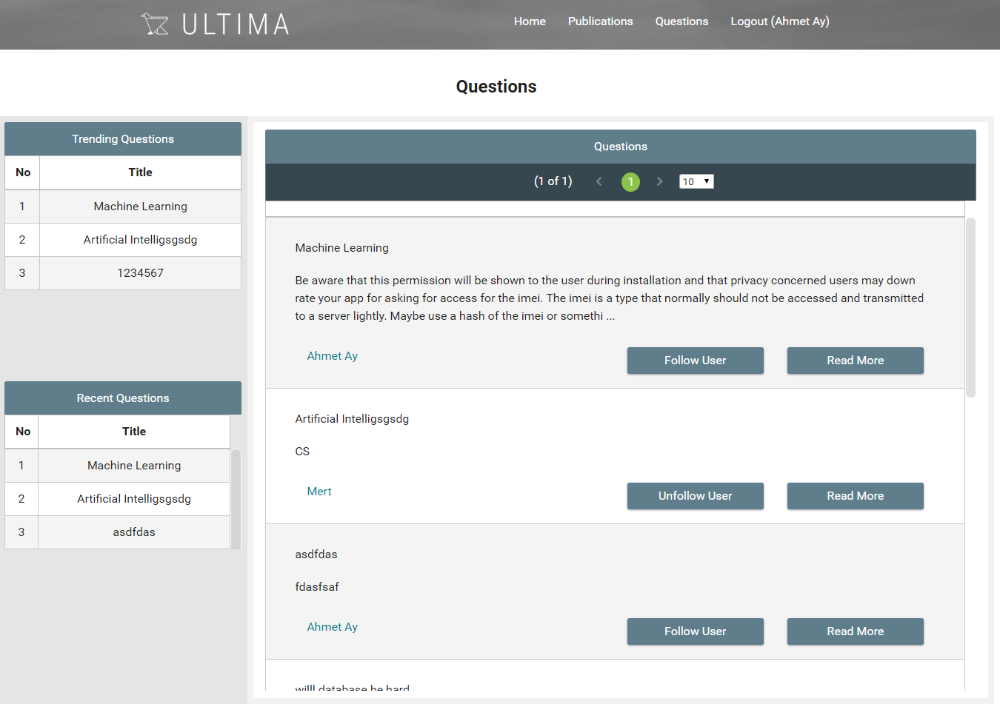 ULTIMA
Home Publications Questions Logout (Ahmet Ay)
Questions
Trending Questions
No Title
1 Machine Learning
2 Artificial Intelligsgsdg
3 1234567
Recent Questions
No Title
1 Machine Learning
2 Artificial Intelligsgsdg
3 asdfdas
Questions
(1 of 1) 1 10
Machine Learning
Be aware that this permission will be shown to the user during installation and that privacy concerned users may down
rate your app for asking for access for the imei. The imei is a type that normally should not be accessed and transmitted
to a server lightly. Maybe use a hash of the imei or somethi ...
Ahmet Ay Follow User Read More
Artificial Intelligsgsdg
CS
Mert Unfollow User Read More
asdfdas
fdasfsaf
Ahmet Ay Follow User Read More
willl database be hard